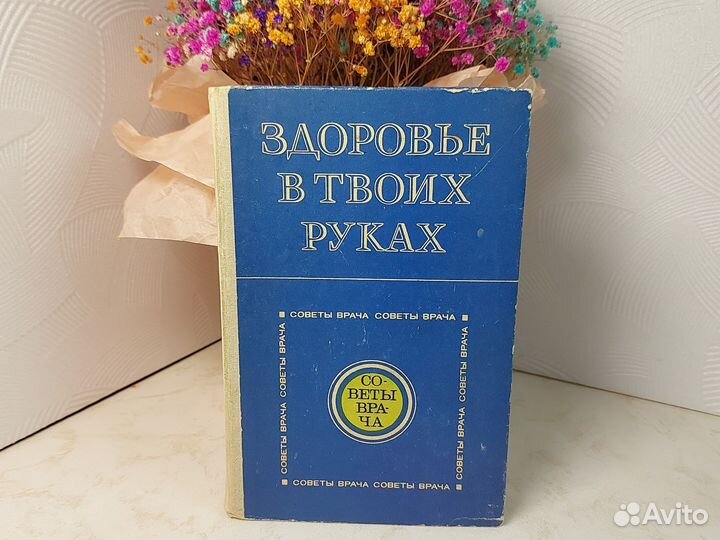 ЗДОРОВЬЕ
В ТВОИХ
РУКАХ
СОВЕТЫ ВРАЧА СОВЕТЫ ВРАЧА
СОВЕТЫ ВРАЧА СОВЕТЫ ВРАЧА
СО-
ВЕТЫ
ВРА-
ЧА
СОВЕТЫ ВРАЧА СОВЕТЫ ВРАЧА
СОВЕТЫ ВРАЧА СОВЕТЫ ВРАЧА
Avito